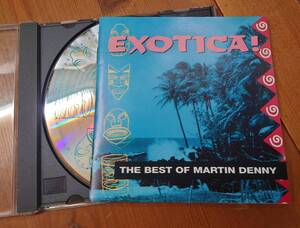 EXOTICA!
THE BEST OF MARTIN DENNY